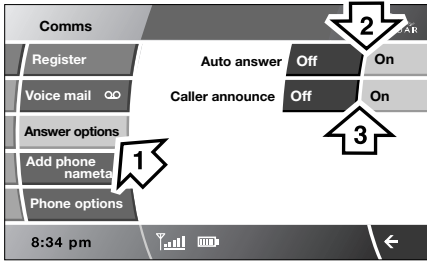 Comms
2
Register
Auto answer
Off
On
Voice mail
Caller announce
Off
On
Answer options
3
1
Add phone
Phone options
8:34 pm